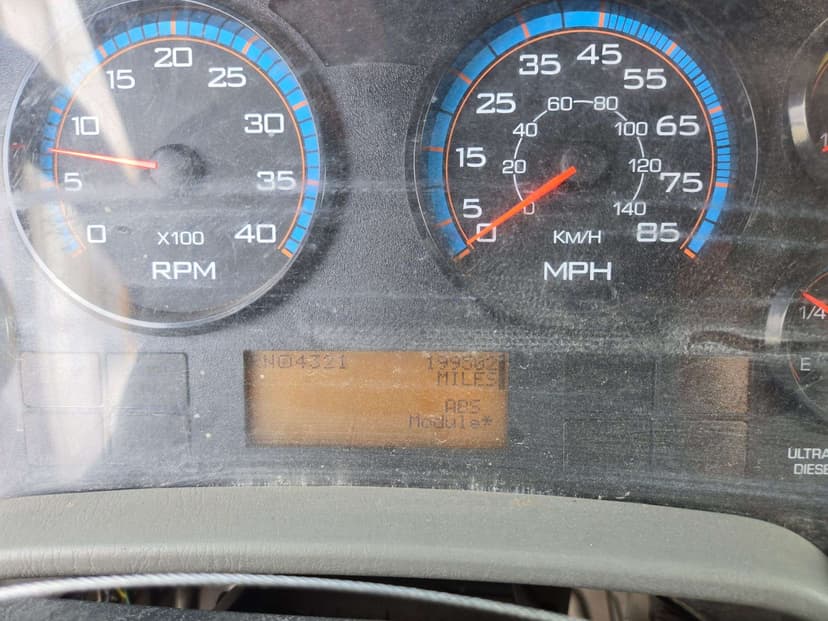 0 5 10 15 20 25 30 35 40
X100
RPM
0 5 15 25 35 45 55 65 75 85
0 20 40 60 80 100 120 140
KM/H
MPH
1/4
E
N 4321 199502
MILES
ABS
Module*
ULTRA
DIESE